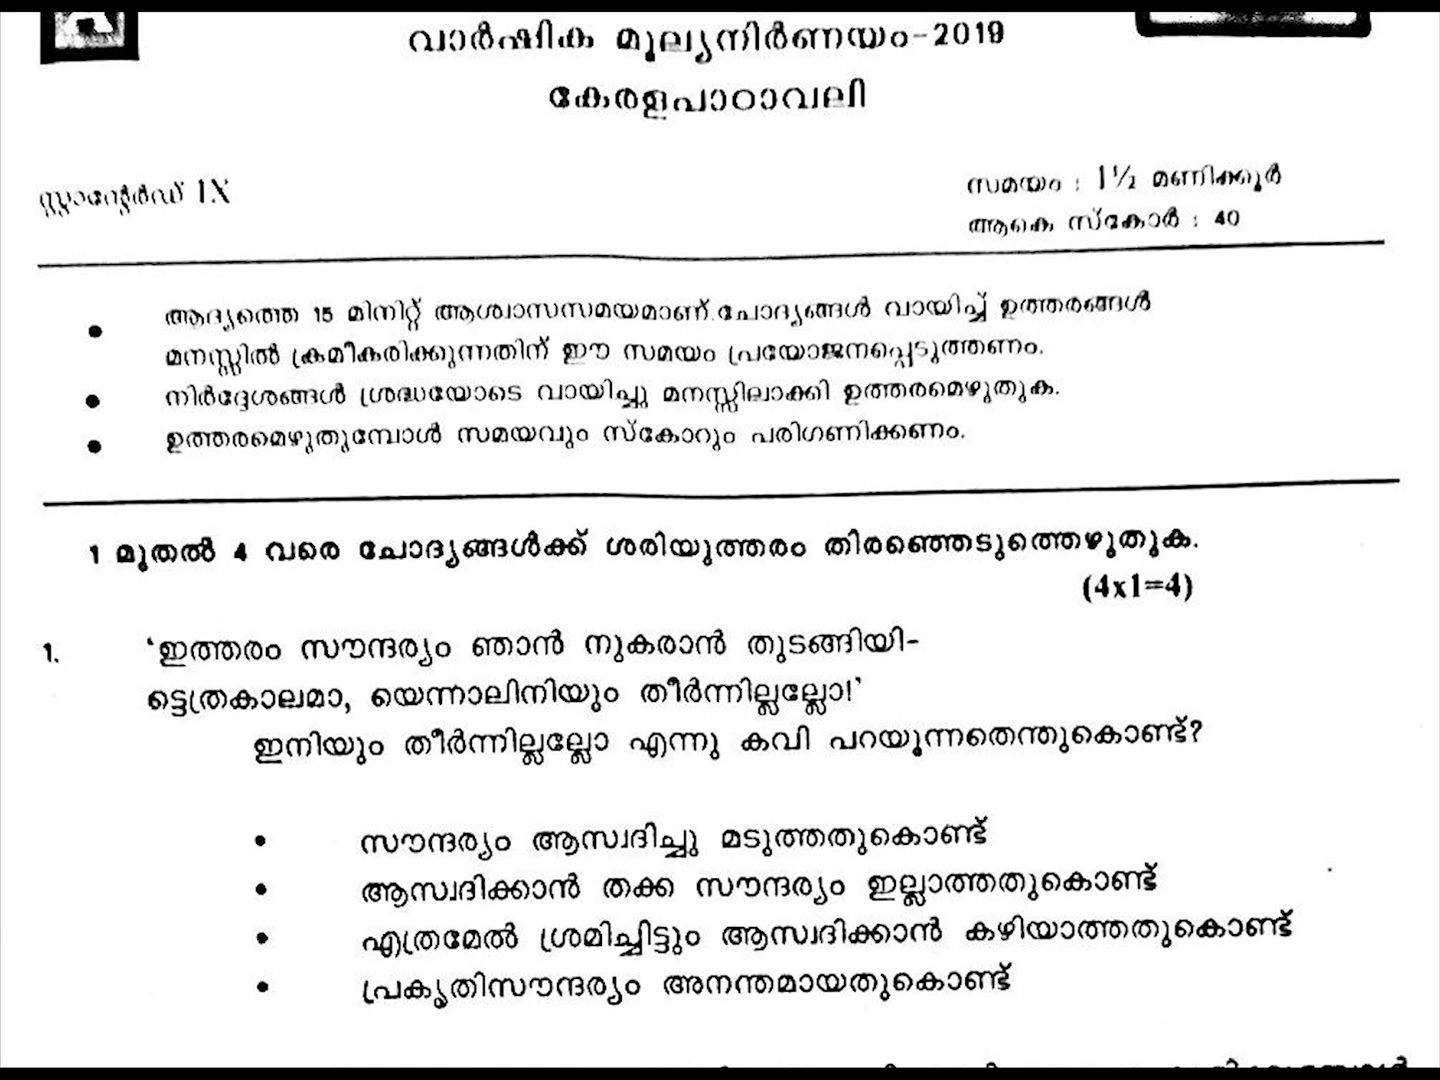 വാർഷിക മൂല്യനിർണയം-2019
കേരളപാഠാവലി
സ്റ്റാന്റേർഡ് IX
സമയം : 1½ മണിക്കൂർ
ആകെ സ്കോർ : 40
• ആദ്യത്തെ 15 മിനിറ്റ് ആശ്വാസസമയമാണ്.ചോദ്യങ്ങൾ വായിച്ച് ഉത്തരങ്ങൾ
മനസ്സിൽ ക്രമീകരിക്കുന്നതിന് ഈ സമയം പ്രയോജനപ്പെടുത്തണം.
• നിർദ്ദേശങ്ങൾ ശ്രദ്ധയോടെ വായിച്ചു മനസ്സിലാക്കി ഉത്തരമെഴുതുക.
• ഉത്തരമെഴുതുമ്പോൾ സമയവും സ്കോറും പരിഗണിക്കണം.
1 മുതൽ 4 വരെ ചോദ്യങ്ങൾക്ക് ശരിയുത്തരം തിരഞ്ഞെടുത്തെഴുതുക.
(4x1=4)
1. 'ഇത്തരം സൗന്ദര്യം ഞാൻ നുകരാൻ തുടങ്ങിയി-
ട്ടെത്രകാലമാ, യെന്നാലിനിയും തീർന്നില്ലല്ലോ!'
ഇനിയും തീർന്നില്ലല്ലോ എന്നു കവി പറയുന്നതെന്തുകൊണ്ട്?
• സൗന്ദര്യം ആസ്വദിച്ചു മടുത്തതുകൊണ്ട്
• ആസ്വദിക്കാൻ തക്ക സൗന്ദര്യം ഇല്ലാത്തതുകൊണ്ട്
• എത്രമേൽ ശ്രമിച്ചിട്ടും ആസ്വദിക്കാൻ കഴിയാത്തതുകൊണ്ട്
• പ്രകൃതിസൗന്ദര്യം അനന്തമായതുകൊണ്ട്